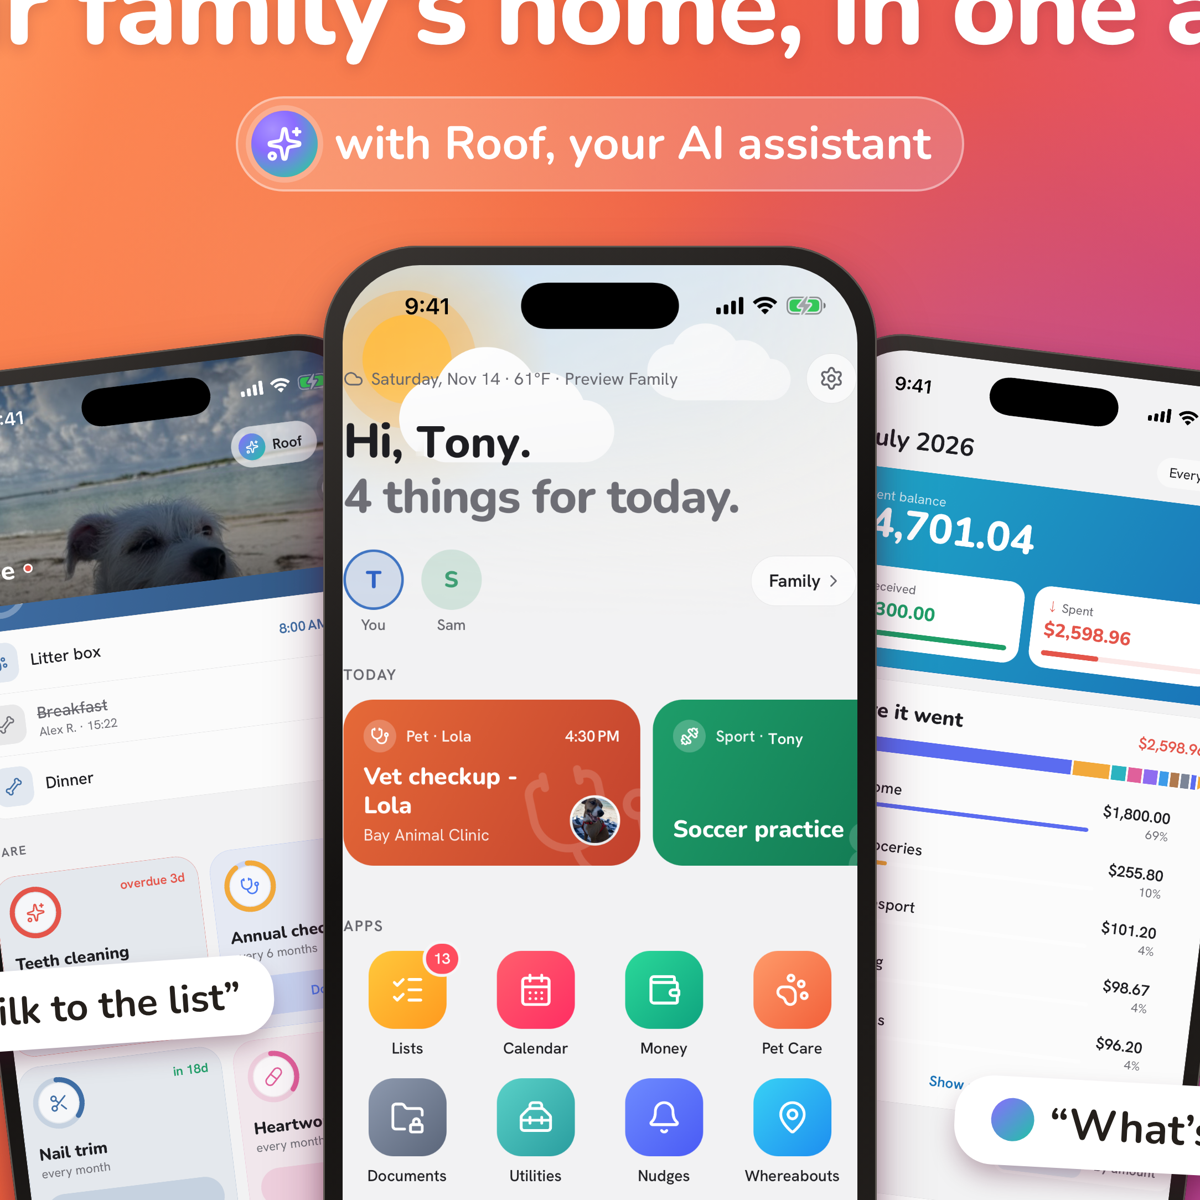 r family's home, in one a
with Roof, your AI assistant
:41
Roof
e
8:00 AM
Litter box
Breakfast
Alex R. · 15:22
Dinner
ARE
overdue 3d
Teeth cleaning
Annual chec
ery 6 months
Do
ilk to the list”
in 18d
Nail trim
every month
Heartwo
every month
9:41
Saturday, Nov 14 · 61°F · Preview Family
Hi, Tony.
4 things for today.
T
S
You
Sam
Family
TODAY
Pet · Lola
4:30 PM
Vet checkup -
Lola
Bay Animal Clinic
Sport · Tony
Soccer practice
APPS
13
Lists
Calendar
Money
Pet Care
Documents
Utilities
Nudges
Whereabouts
9:41
uly 2026
Every
ent balance
4,701.04
eceived
300.00
↓ Spent
$2,598.96
e it went
$2,598.96
ome
$1,800.00
69%
oceries
$255.80
10%
sport
$101.20
4%
g
$98.67
4%
s
$96.20
4%
Show
“What’s